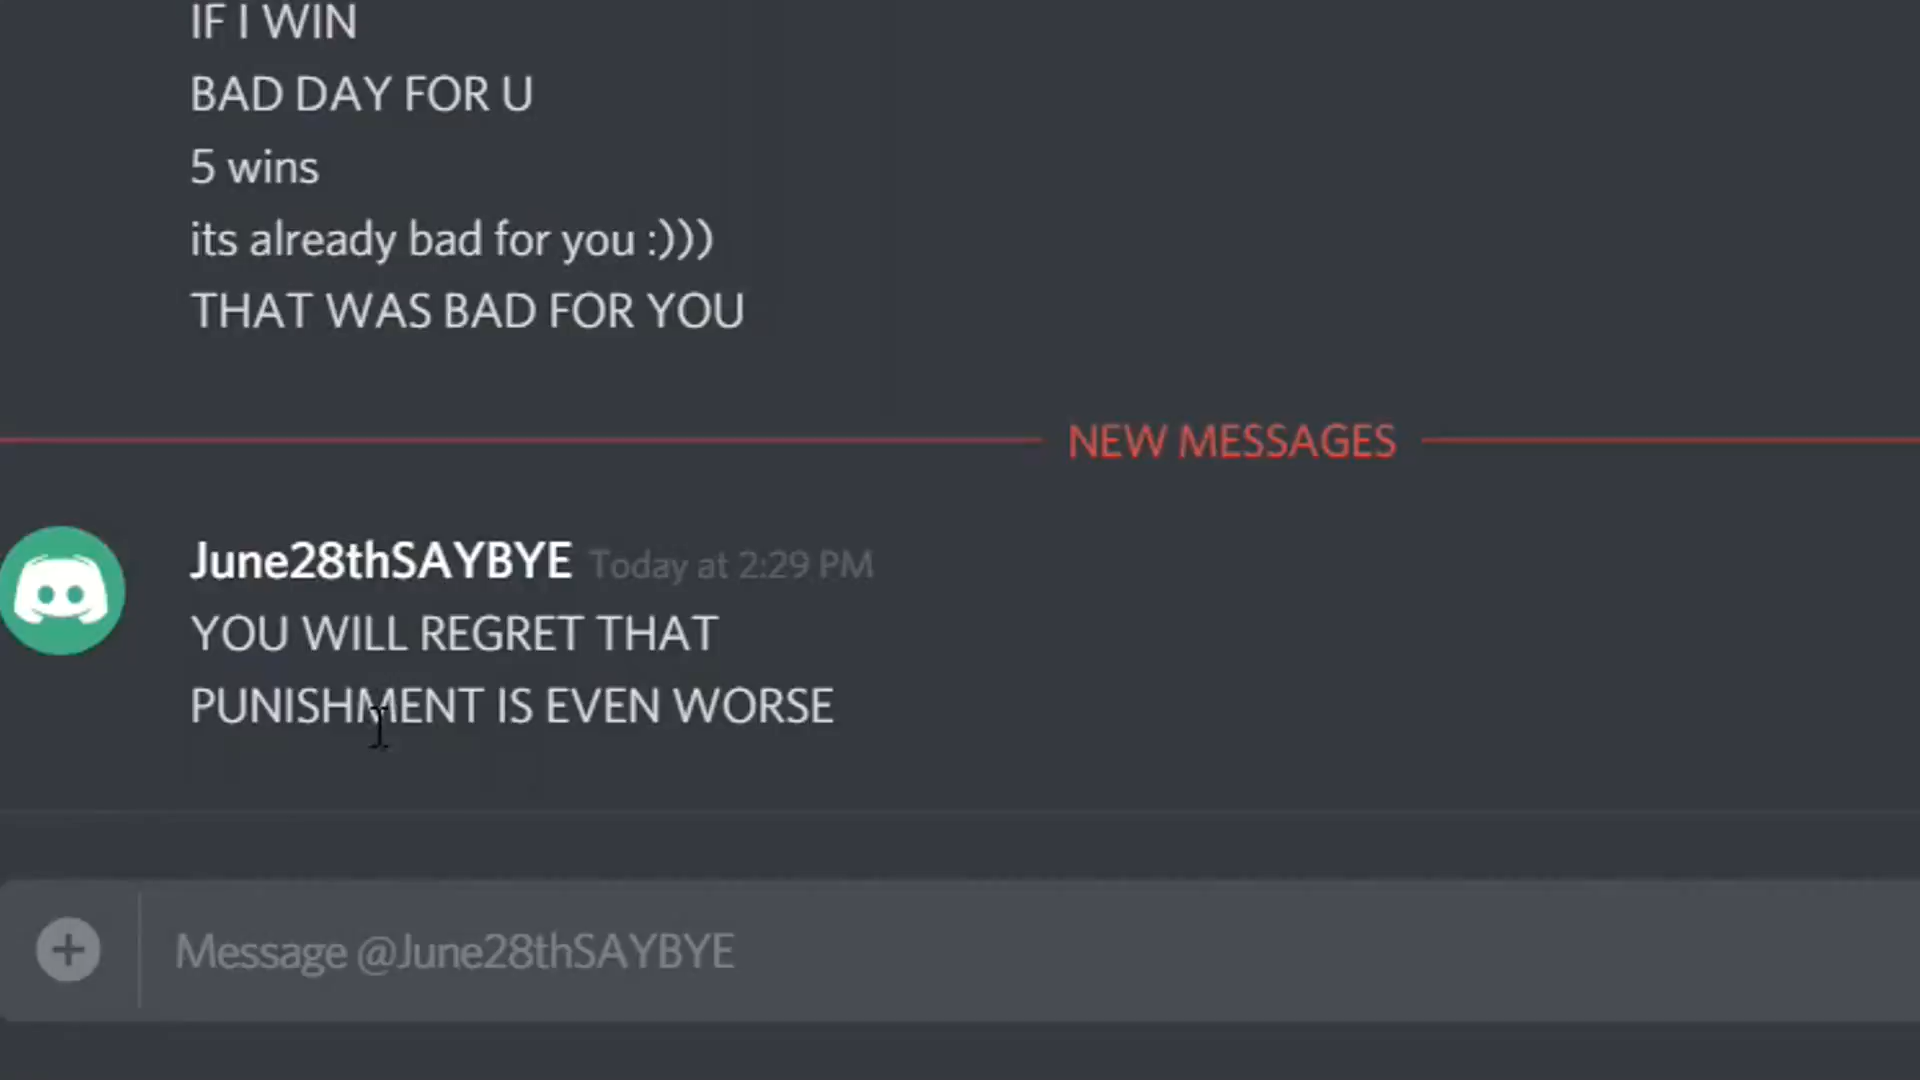 IF I WIN
BAD DAY FOR U
5 wins
its already bad for you :)))
THAT WAS BAD FOR YOU
NEW MESSAGES
June28thSAYBYE Today at 2:29 PM
YOU WILL REGRET THAT
PUNISHMENT IS EVEN WORSE
Message @June28thSAYBYE